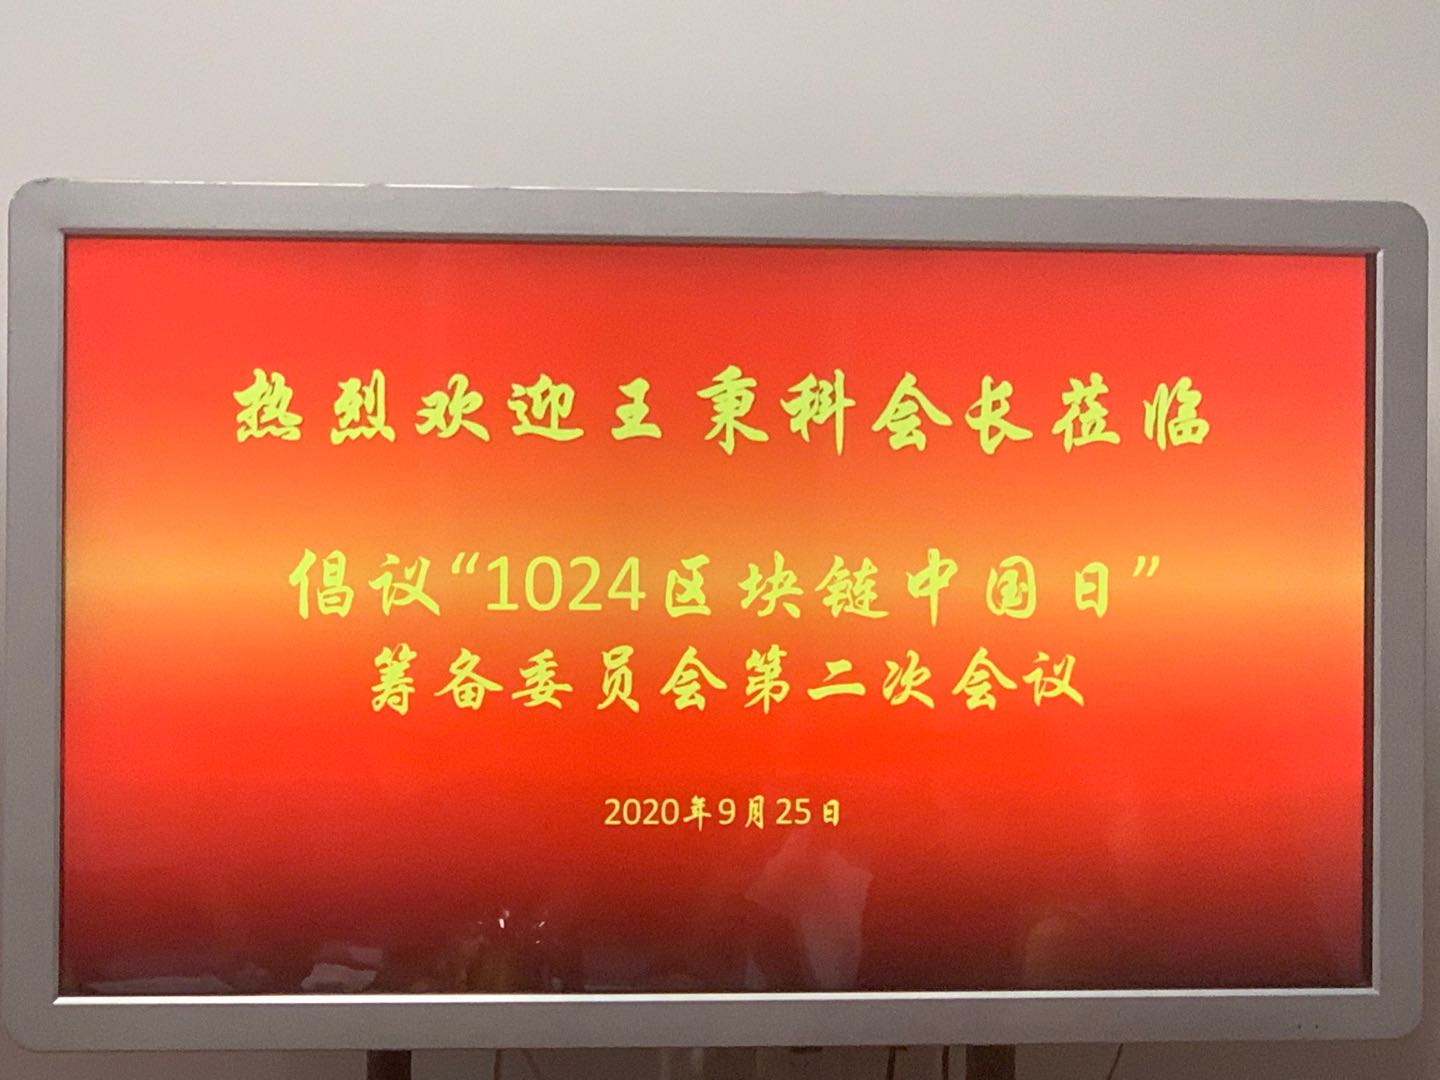 热烈欢迎王秉科会长莅临
倡议“1024区块链中国日”
筹备委员会第二次会议
2020年9月25日